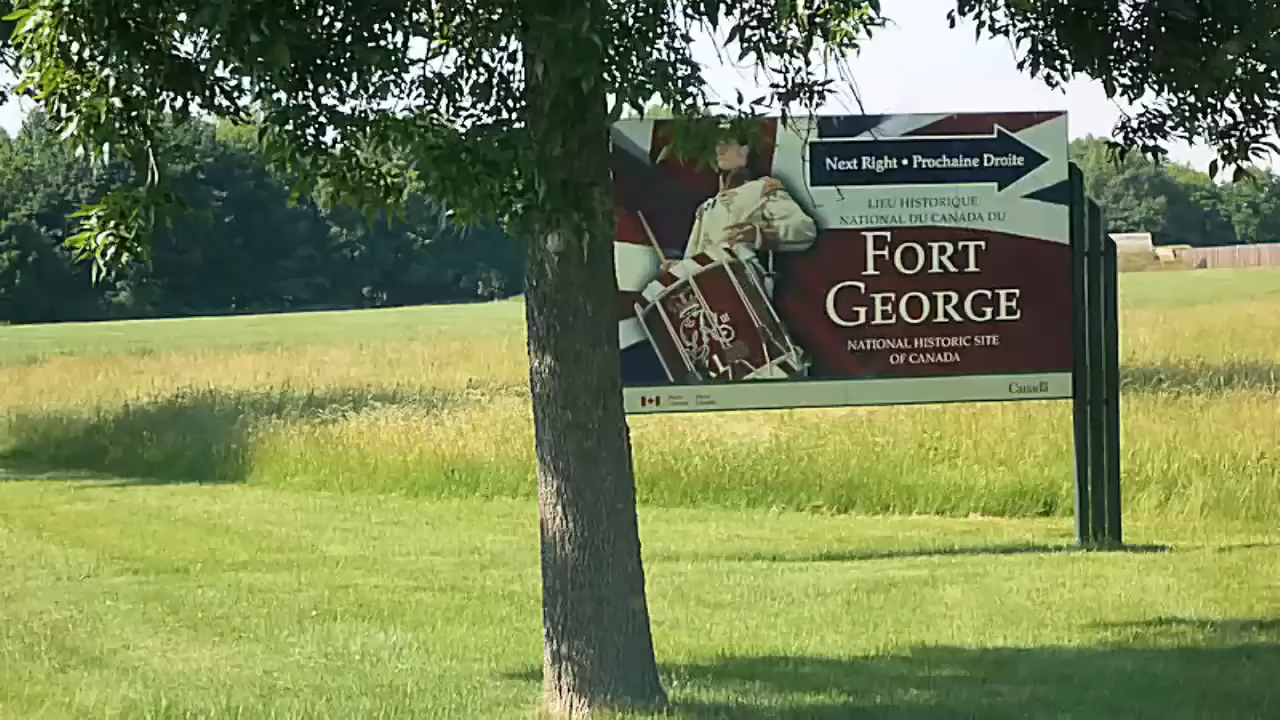 Next Right • Prochaine Droite
LIEU HISTORIQUE
NATIONAL DU CANADA DU
FORT
GEORGE
NATIONAL HISTORIC SITE
OF CANADA
Canada